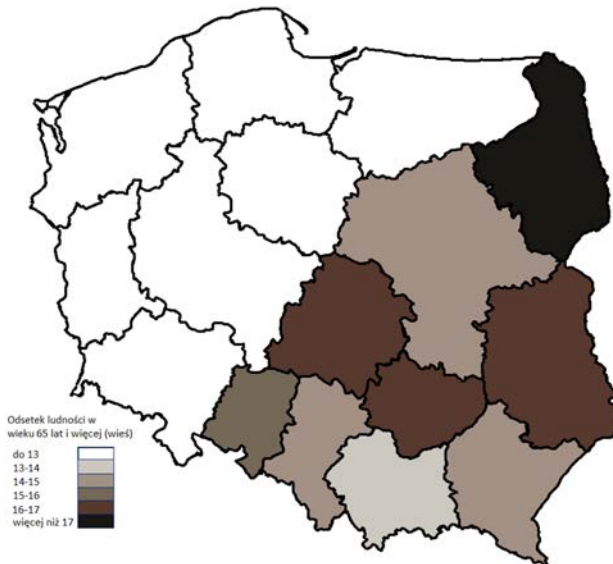 Odsetek ludności w
wieku 65 lat i więcej (wieś)
do 13
13-14
14-15
15-16
16-17
więcej niż 17